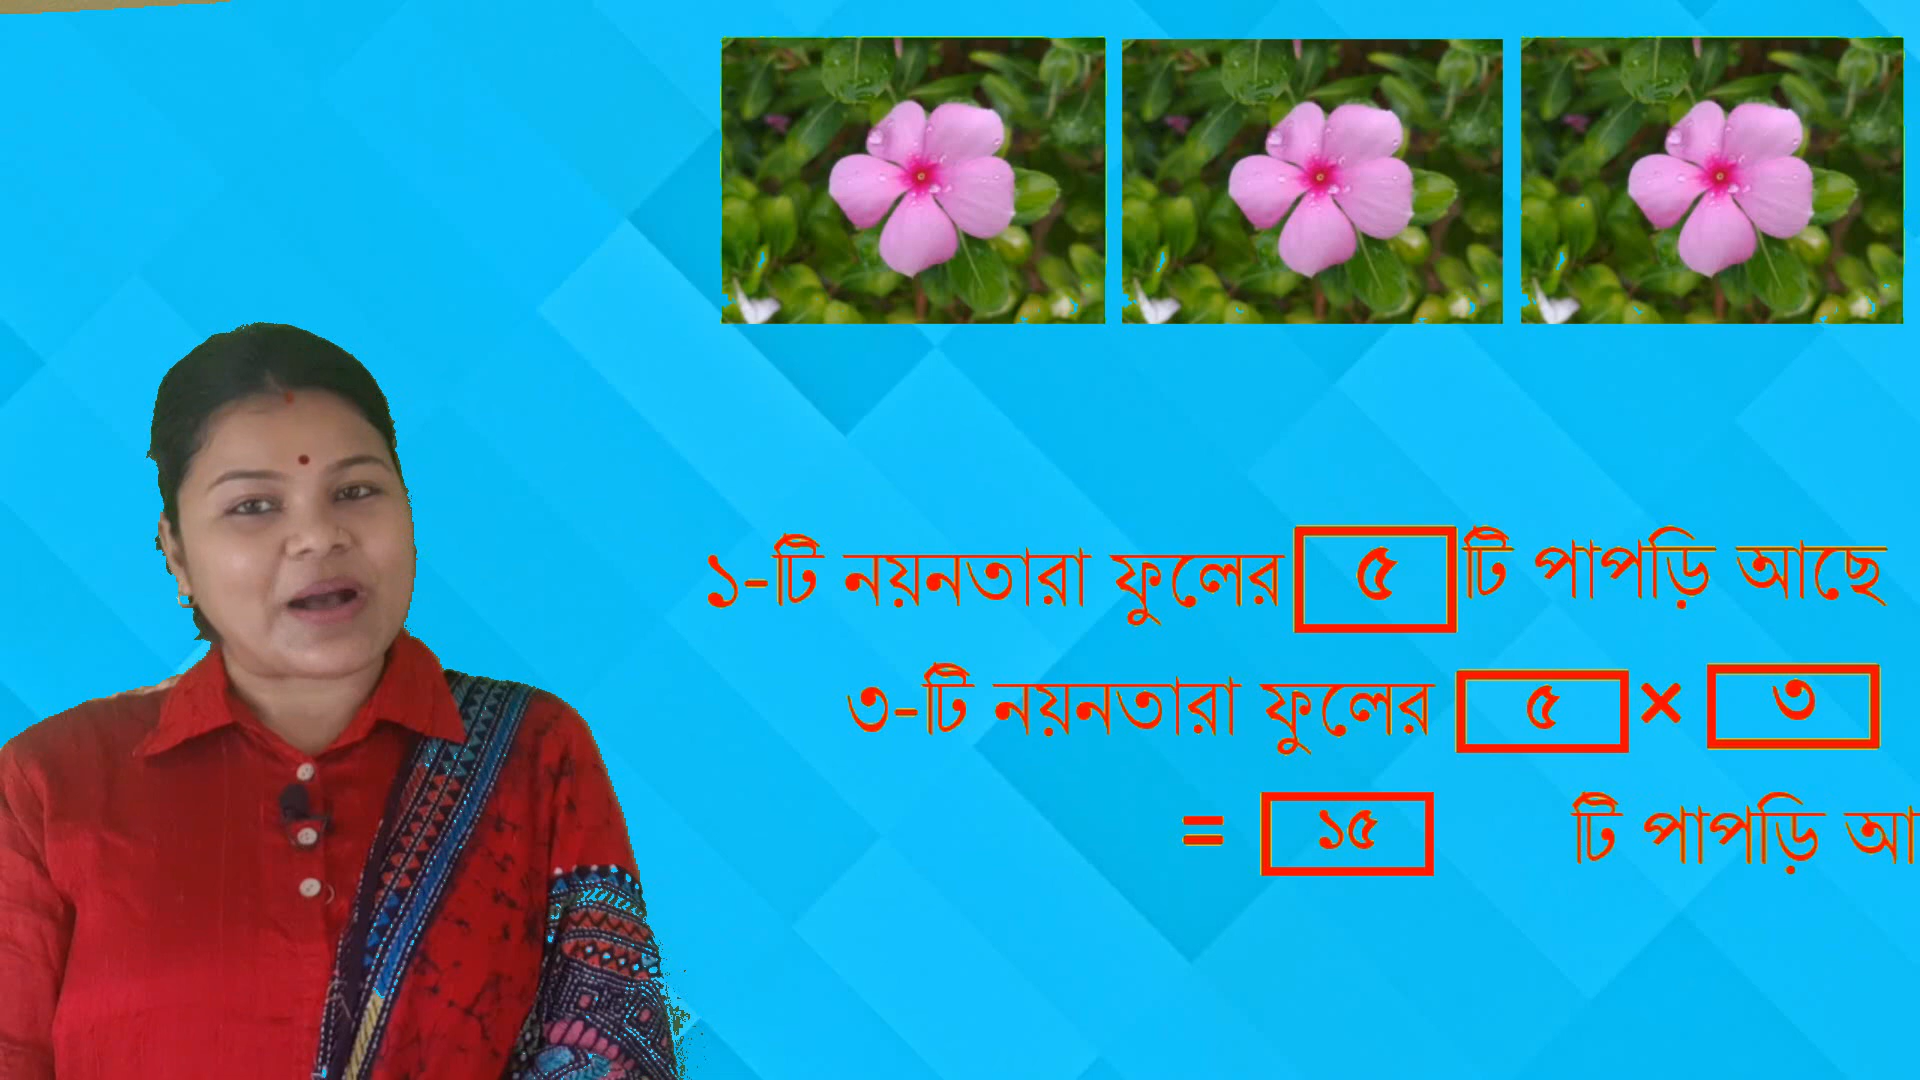 ১-টি নয়নতারা ফুলের ৫ টি পাপড়ি আছে
৩-টি নয়নতারা ফুলের ৫ × ৩
= ১৫ টি পাপড়ি আ